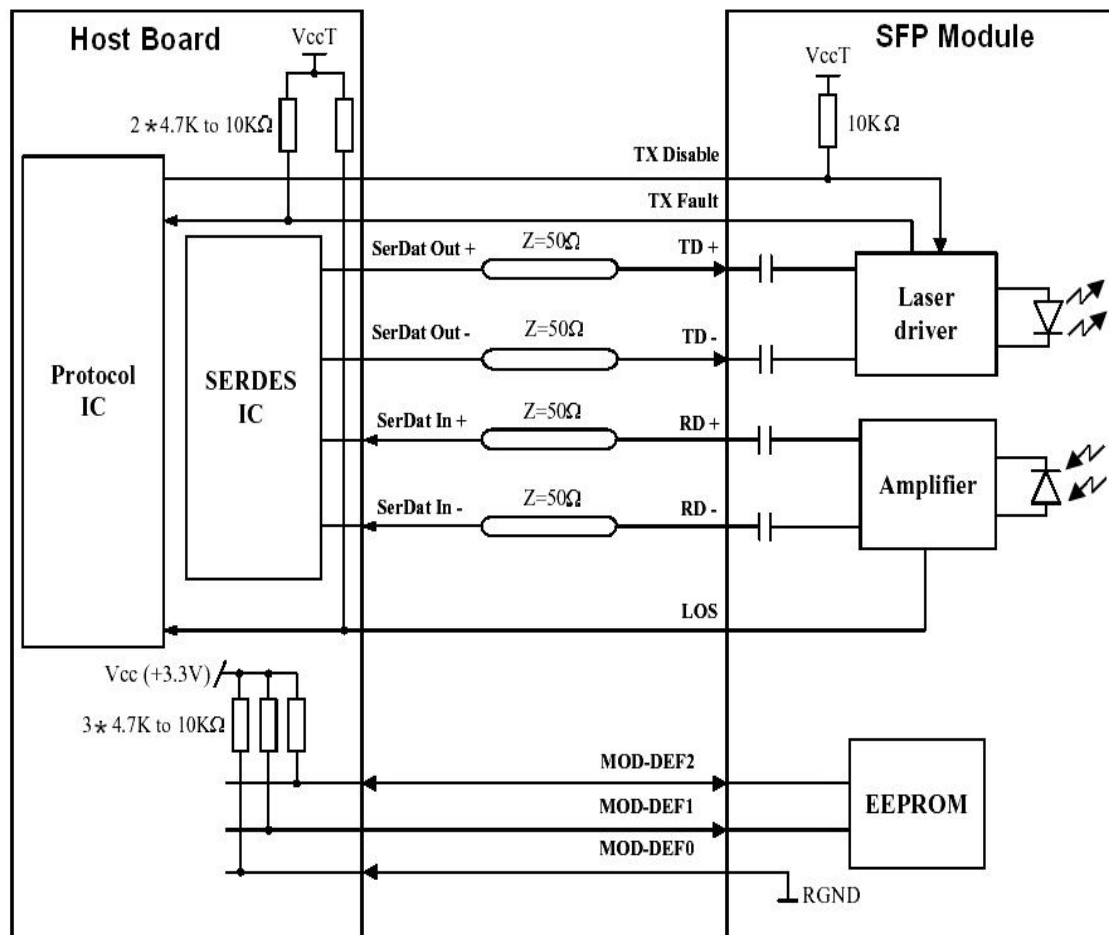 Host Board
SFP Module
VccT
VccT
2*4.7K to 10KΩ
10KΩ
TX Disable
TX Fault
SerDat Out +
Z=50Ω
TD +
Laser driver
SerDat Out -
Z=50Ω
TD -
Protocol IC
SERDES IC
SerDat In +
Z=50Ω
RD +
Amplifier
SerDat In -
Z=50Ω
RD -
LOS
Vcc (+3.3V)
3*4.7K to 10KΩ
MOD-DEF2
MOD-DEF1
EEPROM
MOD-DEF0
RGND